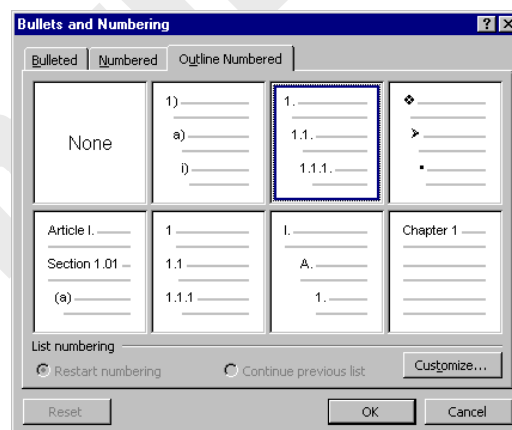 Bullets and Numbering
Bulleted Numbered Outline Numbered
None
1)
a)
i)
1.
1.1.
1.1.1.
Article I.
Section 1.01
(a)
1
1.1
1.1.1
I.
A.
1.
Chapter 1
List numbering
Restart numbering Continue previous list Customize...
Reset OK Cancel